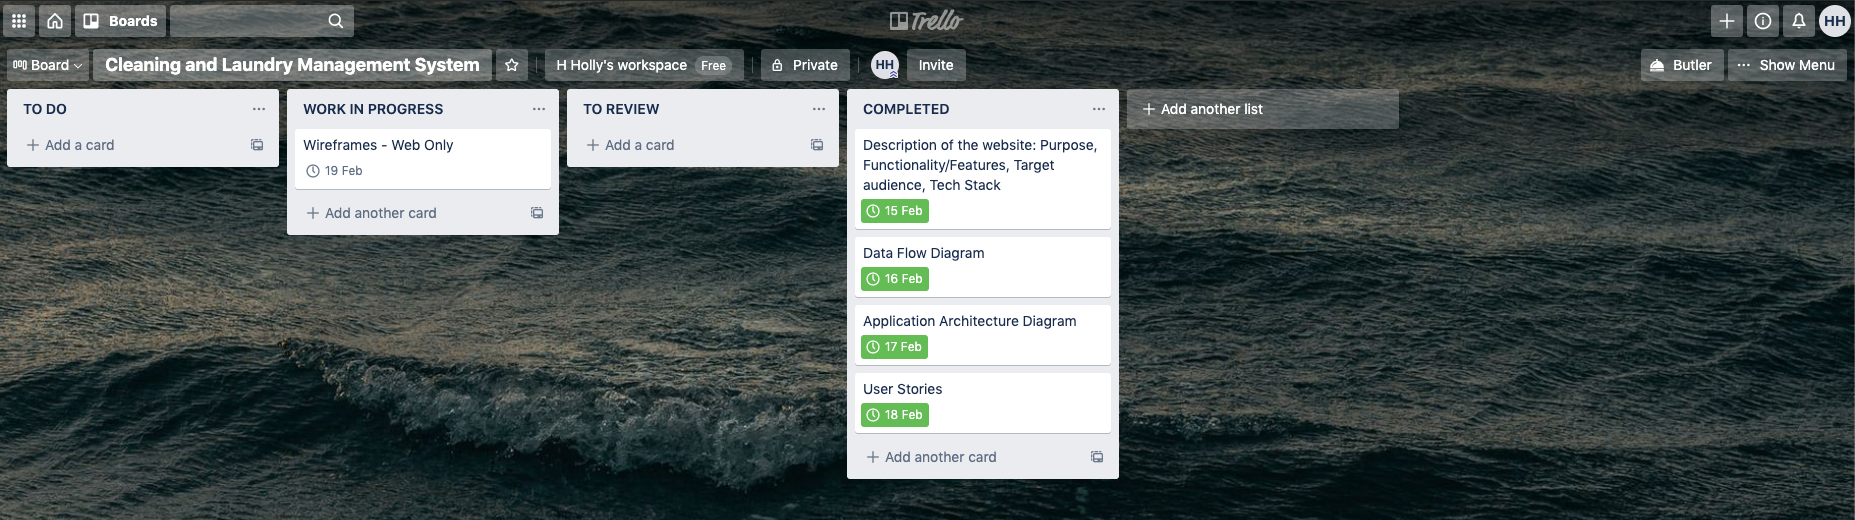 Boards
Trello
HH
Board
Cleaning and Laundry Management System
H Holly's workspace Free
Private
HH
Invite
Butler
··· Show Menu
TO DO ···
+ Add a card
WORK IN PROGRESS ···
Wireframes - Web Only
19 Feb
+ Add another card
TO REVIEW ···
+ Add a card
COMPLETED ···
Description of the website: Purpose,
Functionality/Features, Target
audience, Tech Stack
15 Feb
Data Flow Diagram
16 Feb
Application Architecture Diagram
17 Feb
User Stories
18 Feb
+ Add another card
+ Add another list